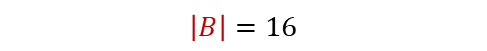 |B| = 16